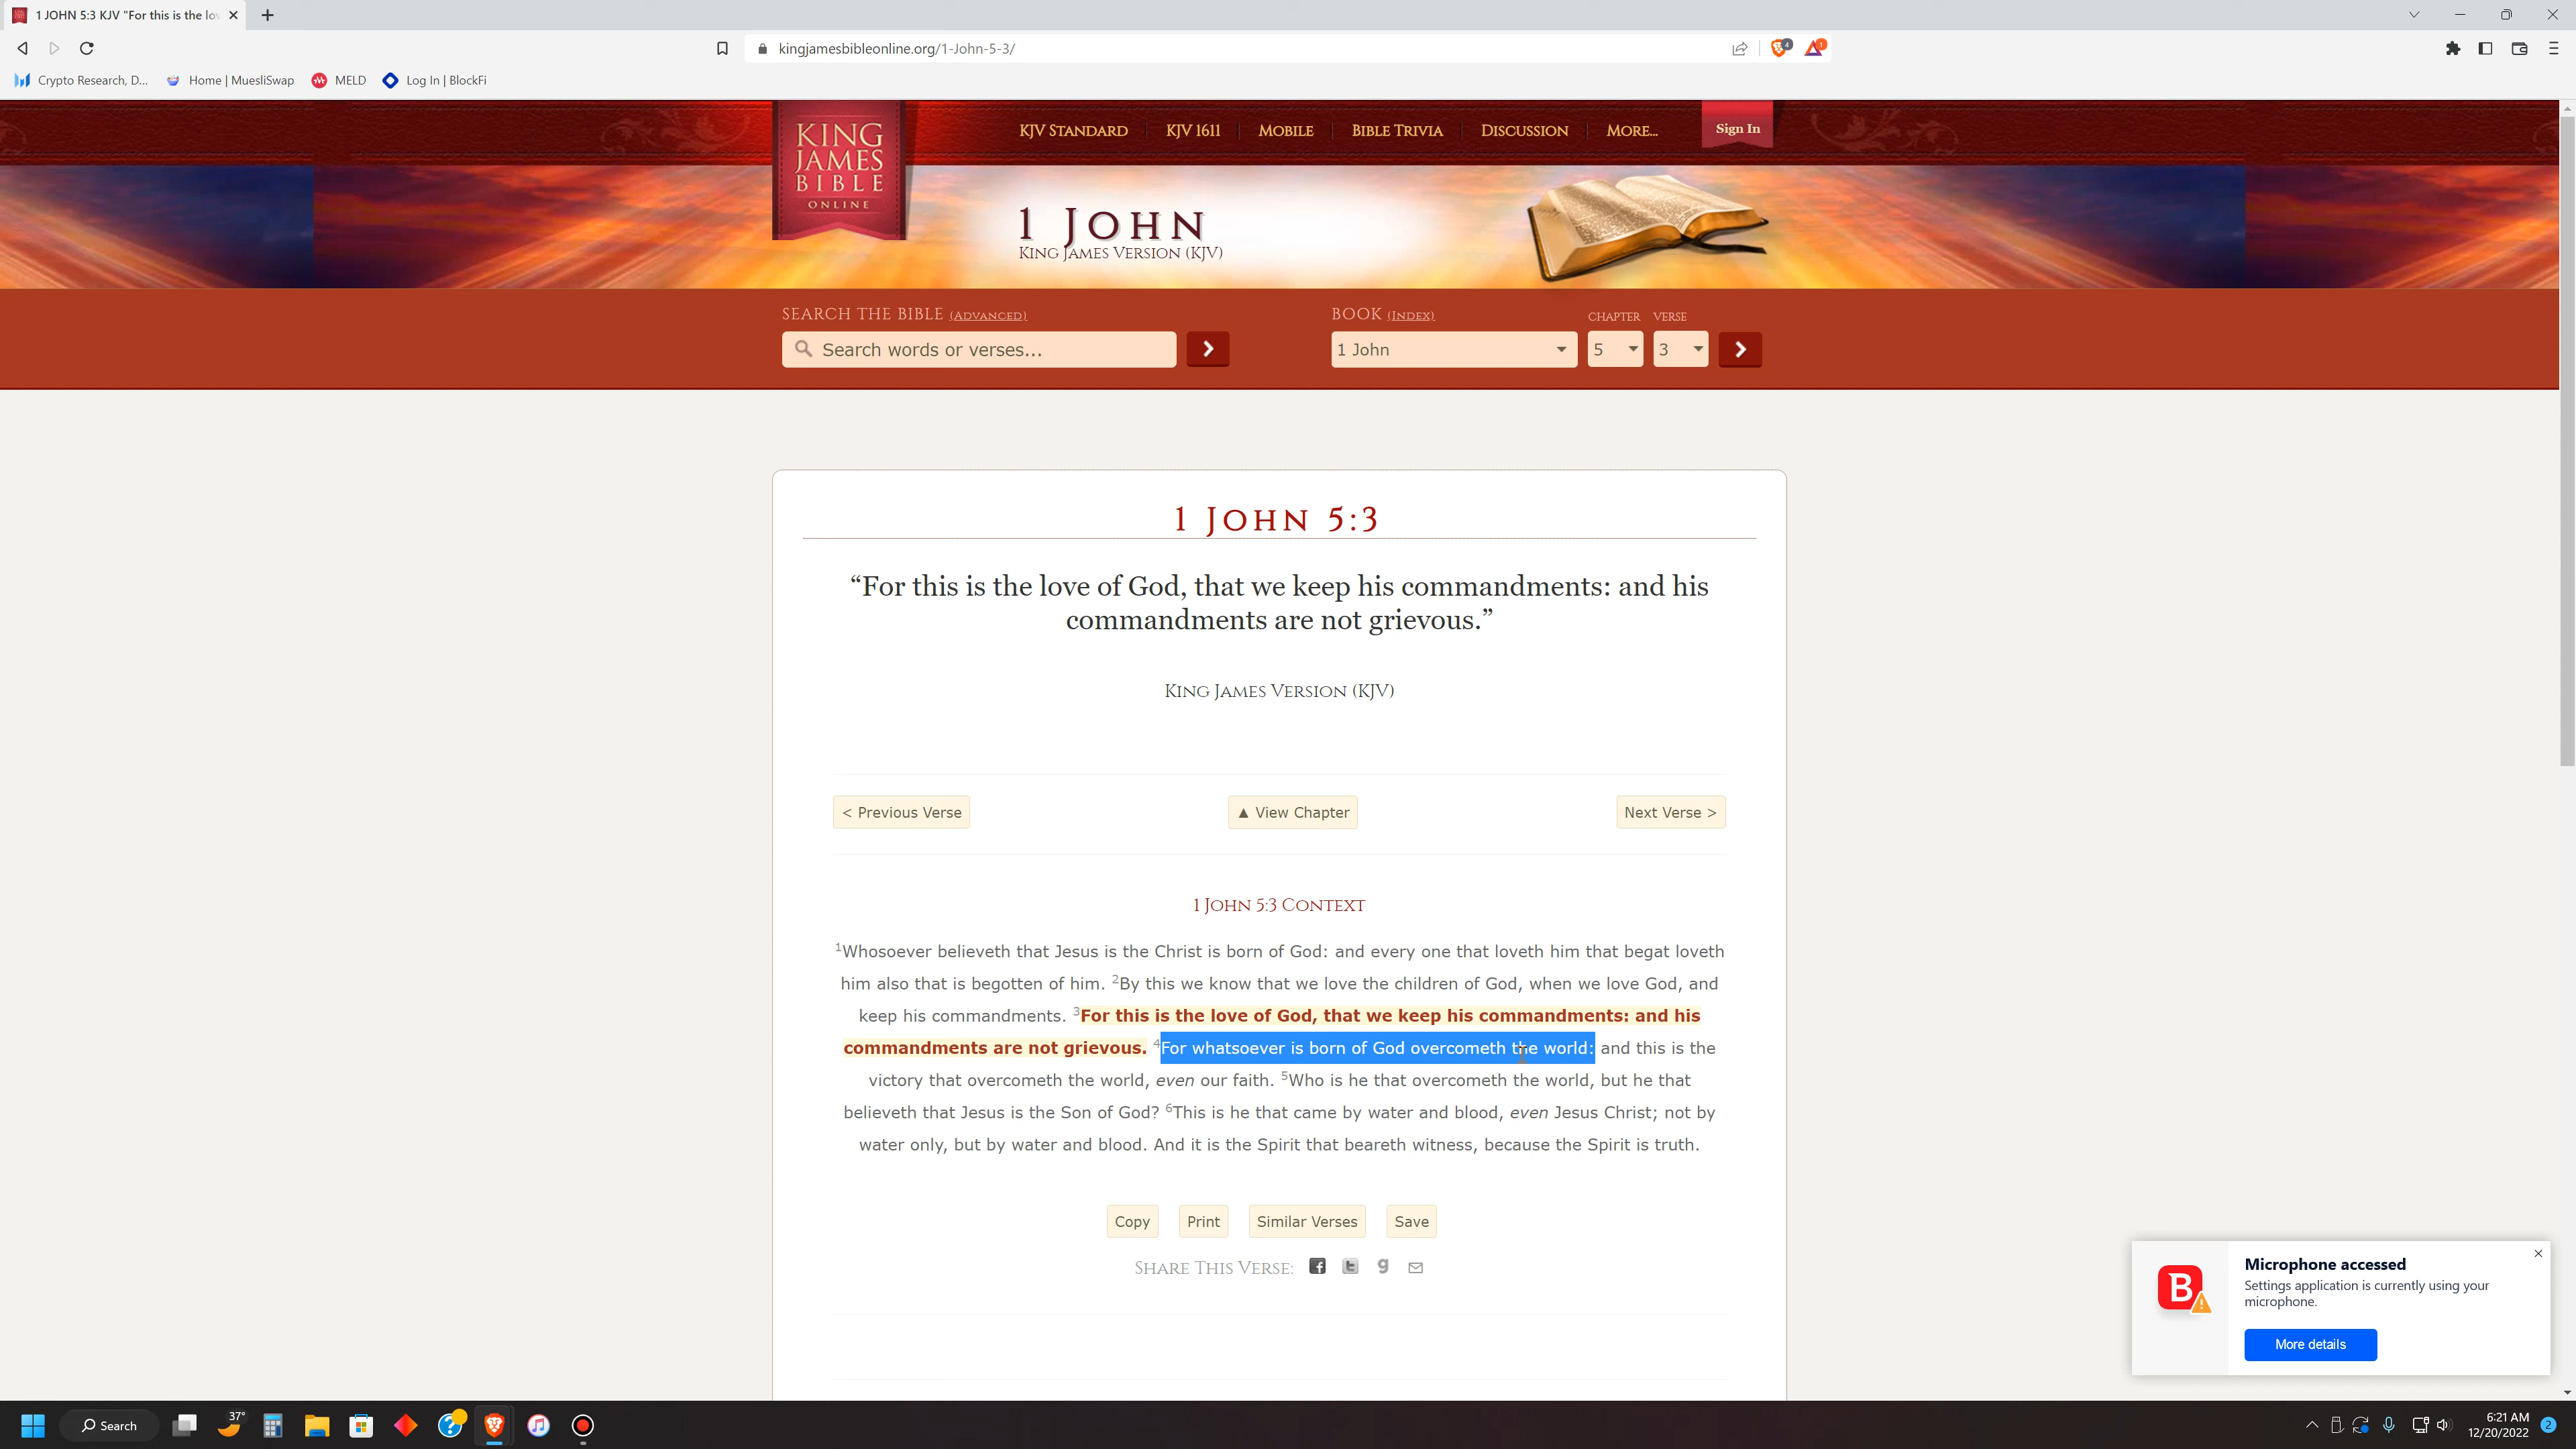 1 JOHN 5:3 KJV "For this is the lo
kingjamesbibleonline.org/1-John-5-3/
4
1
Crypto Research, D...
Home | MuesliSwap
MELD
Log In | BlockFi
KING
JAMES
BIBLE
ONLINE
KJV STANDARD
KJV 1611
MOBILE
BIBLE TRIVIA
DISCUSSION
MORE...
Sign In
1 JOHN
KING JAMES VERSION (KJV)
SEARCH THE BIBLE (ADVANCED)
BOOK (INDEX)
CHAPTER
VERSE
Search words or verses...
1 John
5
3
1 JOHN 5:3
“For this is the love of God, that we keep his commandments: and his
commandments are not grievous.”
KING JAMES VERSION (KJV)
< Previous Verse
▲ View Chapter
Next Verse >
1 JOHN 5:3 CONTEXT
1Whosoever believeth that Jesus is the Christ is born of God: and every one that loveth him that begat loveth
him also that is begotten of him. 2By this we know that we love the children of God, when we love God, and
keep his commandments. 3For this is the love of God, that we keep his commandments: and his
commandments are not grievous. 4For whatsoever is born of God overcometh the world: and this is the
victory that overcometh the world, even our faith. 5Who is he that overcometh the world, but he that
believeth that Jesus is the Son of God? 6This is he that came by water and blood, even Jesus Christ; not by
water only, but by water and blood. And it is the Spirit that beareth witness, because the Spirit is truth.
Copy
Print
Similar Verses
Save
SHARE THIS VERSE:
B
Microphone accessed
Settings application is currently using your
microphone.
More details
Search
37°
6:21 AM
12/20/2022
2